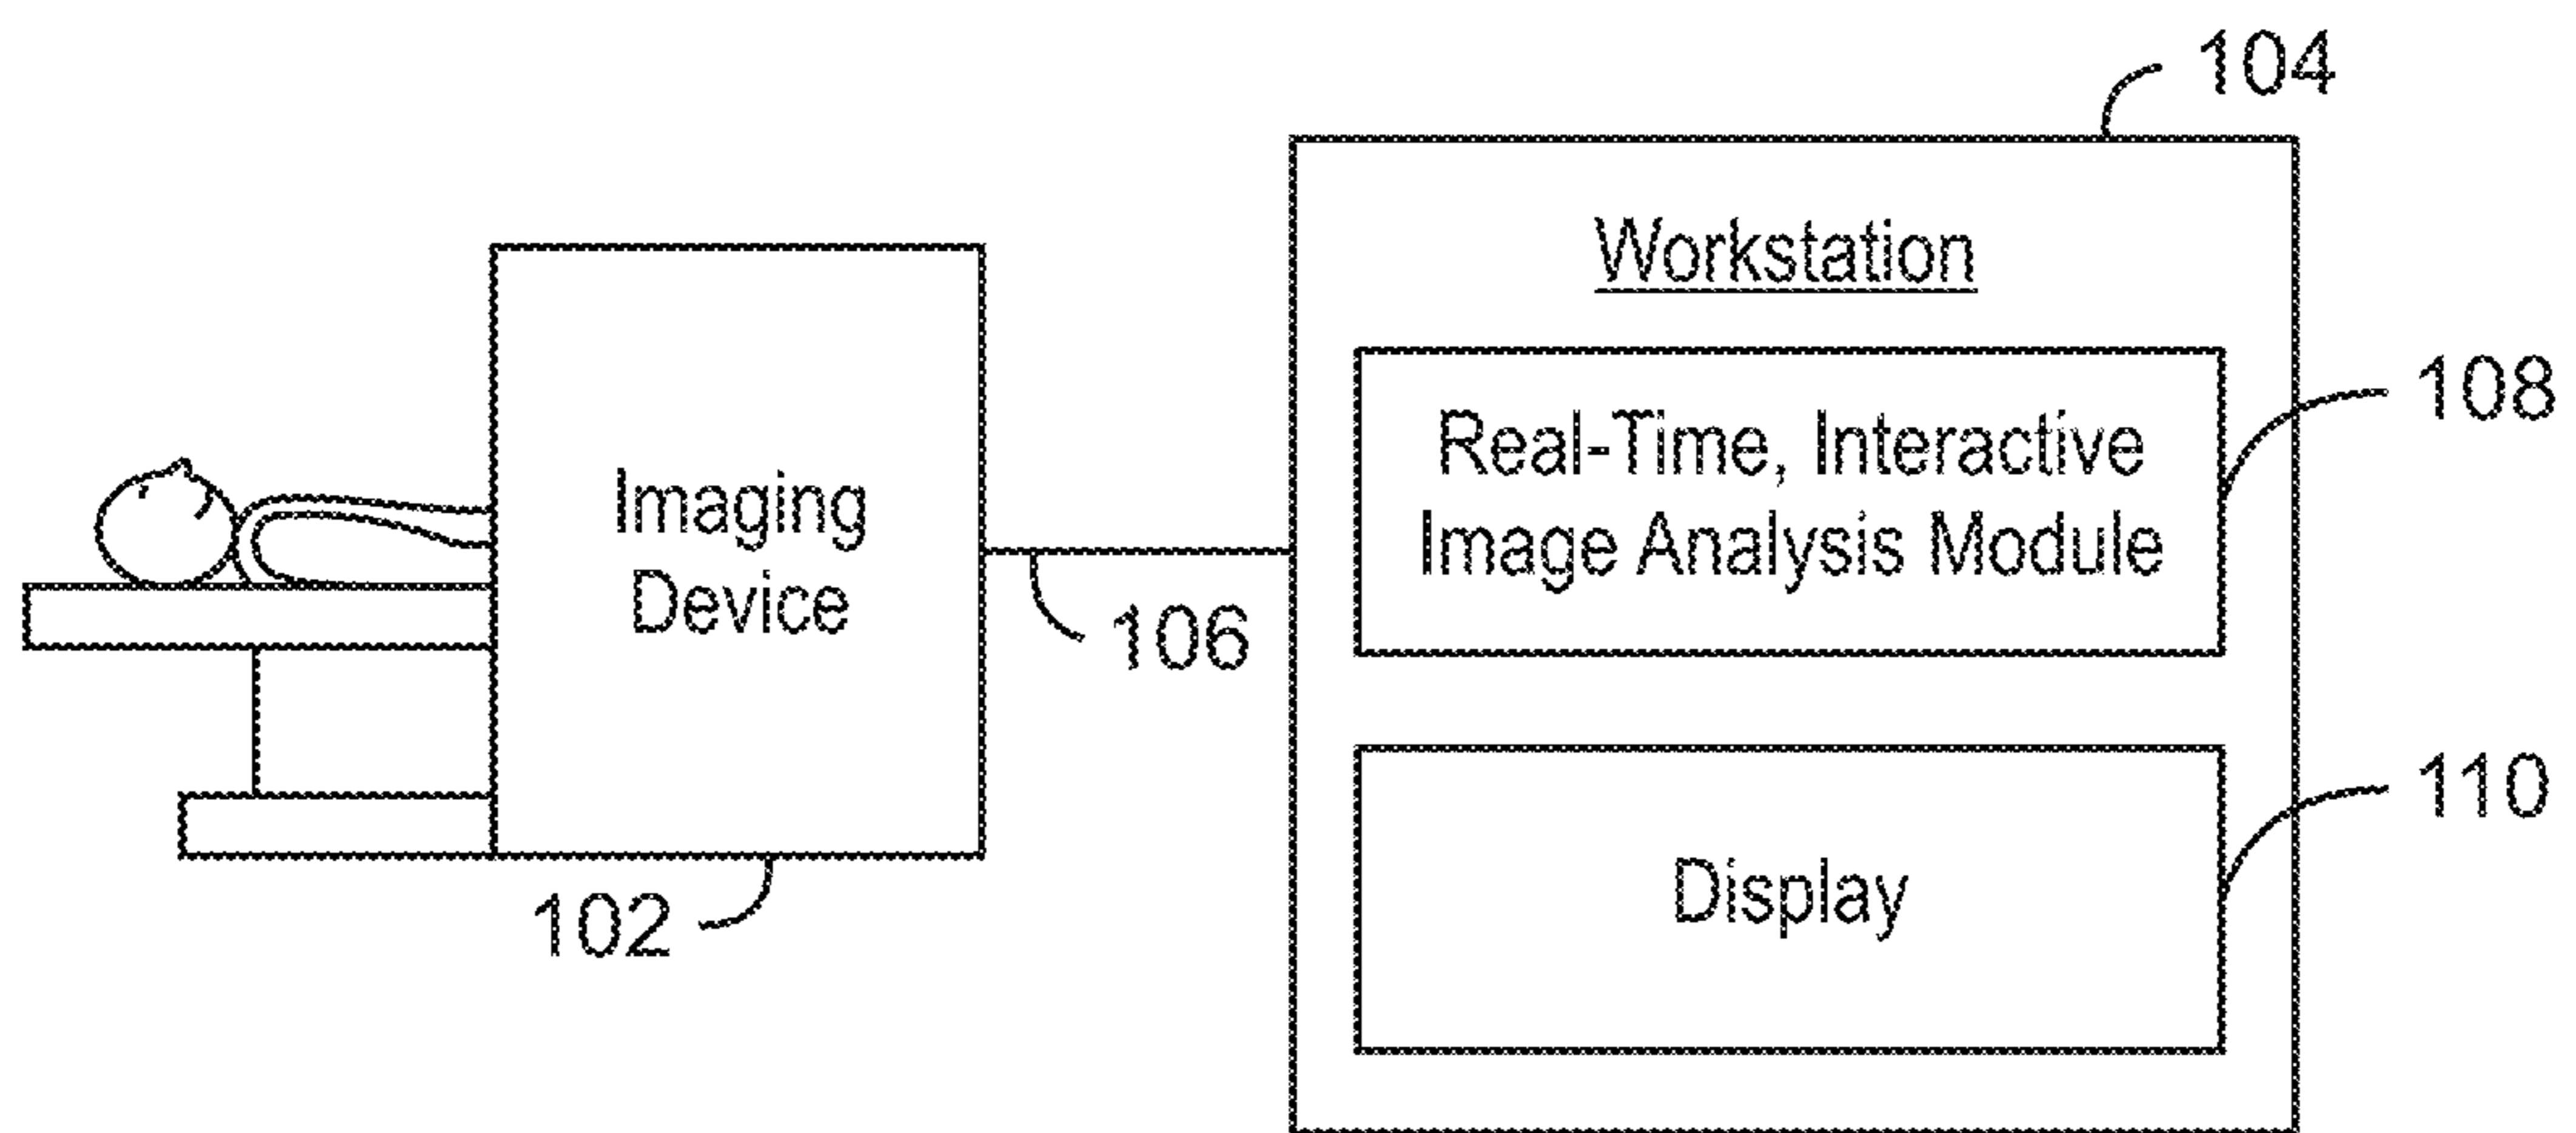 104
Workstation
108
Real-Time, Interactive
Image Analysis Module
Imaging
Device
106
110
Display
102